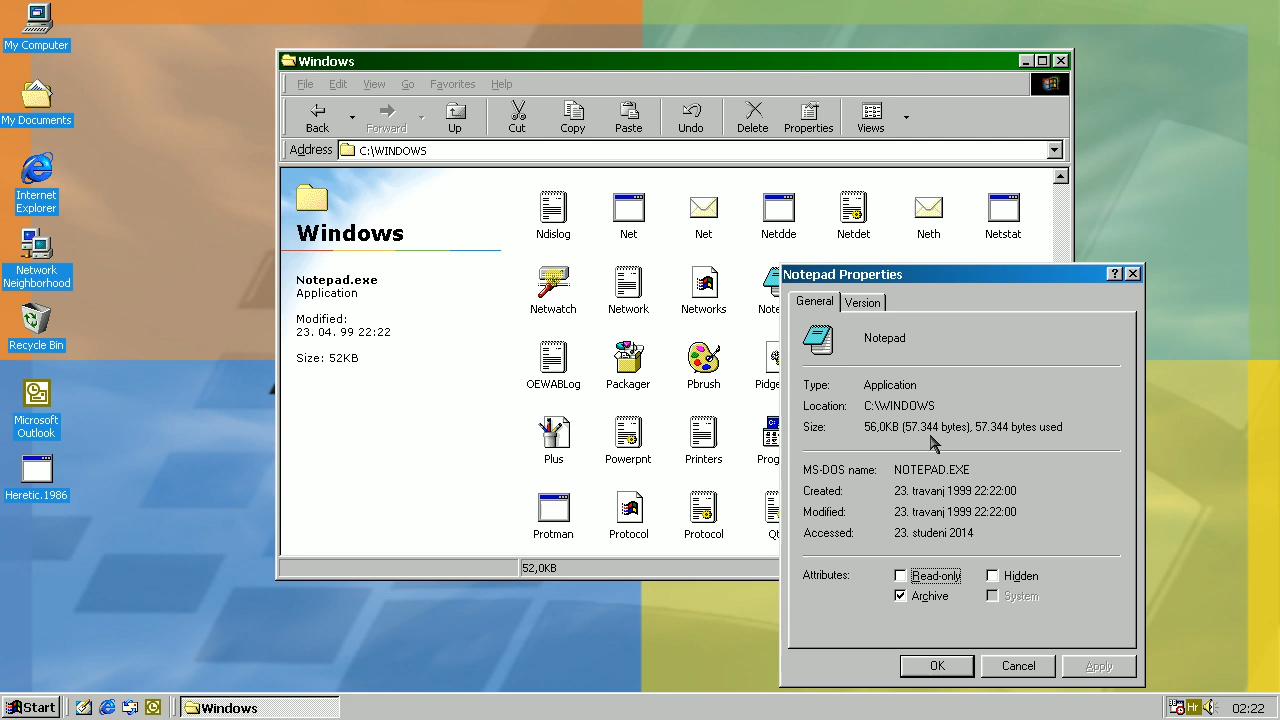 My Computer
My Documents
Internet
Explorer
Network
Neighborhood
Recycle Bin
Microsoft
Outlook
Heretic.1986
Windows
File Edit View Go Favorites Help
Back Forward Up Cut Copy Paste Undo Delete Properties Views
Address C:\WINDOWS
Windows
Notepad.exe
Application
Modified:
23. 04. 99 22:22
Size: 52KB
Ndislog Net Net Netdde Netdet Neth Netstat
Netwatch Network Networks Note
OEWABLog Packager Pbrush Pidge
Plus Powerpnt Printers Prog
Protman Protocol Protocol Qt
52,0KB
Notepad Properties
General Version
Notepad
Type: Application
Location: C:\WINDOWS
Size: 56,0KB (57.344 bytes), 57.344 bytes used
MS-DOS name: NOTEPAD.EXE
Created: 23. travanj 1999 22:22:00
Modified: 23. travanj 1999 22:22:00
Accessed: 23. studeni 2014
Attributes: Read-only Hidden
Archive System
OK Cancel Apply
Start Windows Hr 02:22